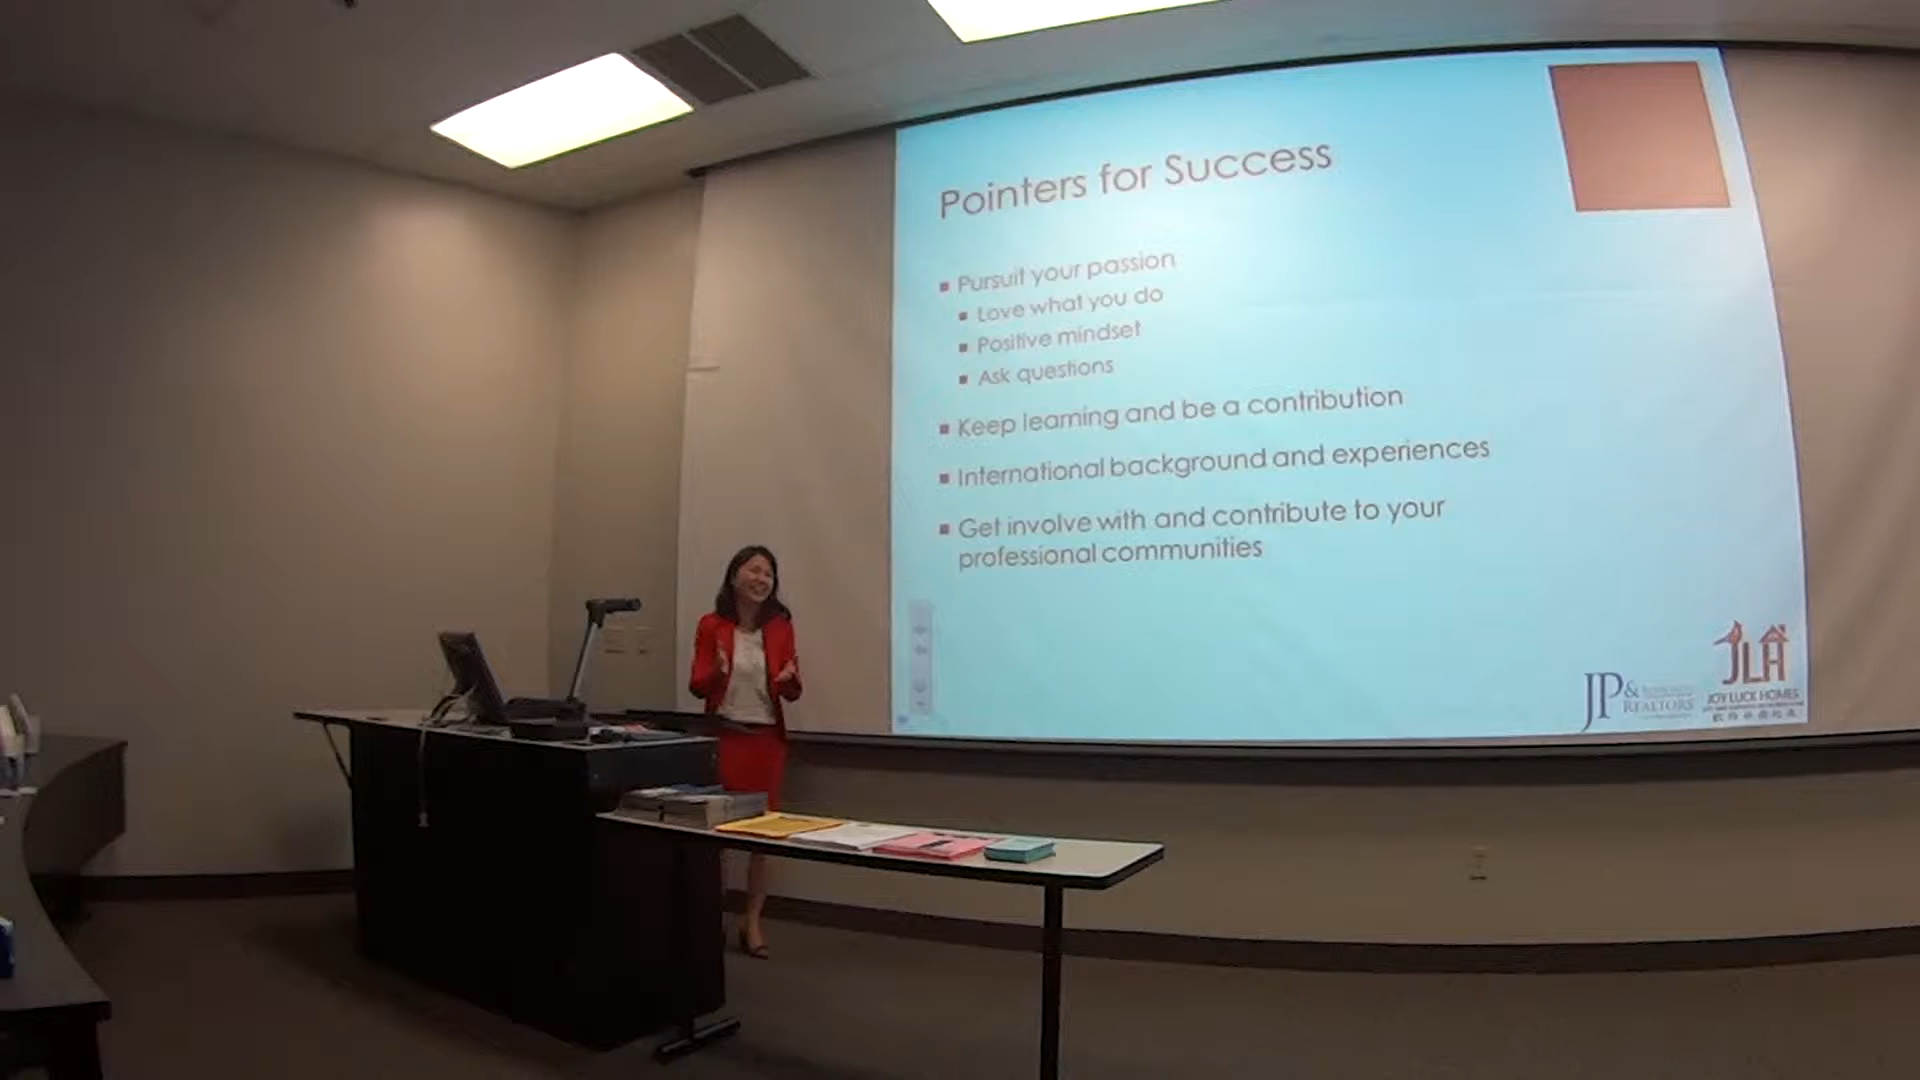 Pointers for Success
Pursuit your passion
Love what you do
Positive mindset
Ask questions
Keep learning and be a contribution
International background and experiences
Get involve with and contribute to your
professional communities
JP &
REALTORS
JLH
JOY LUCK HOMES